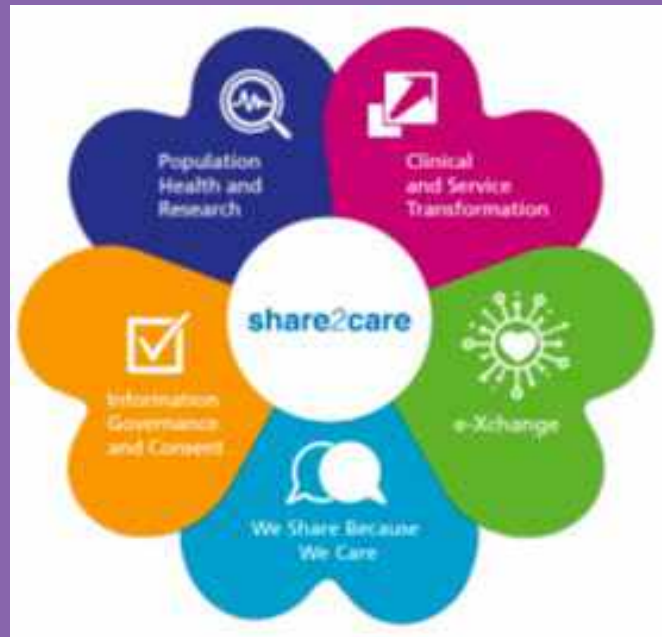 Population
Health and
Research
Clinical
and Service
Transformation
share2care
Information
Governance
and Consent
e-Xchange
We Share Because
We Care